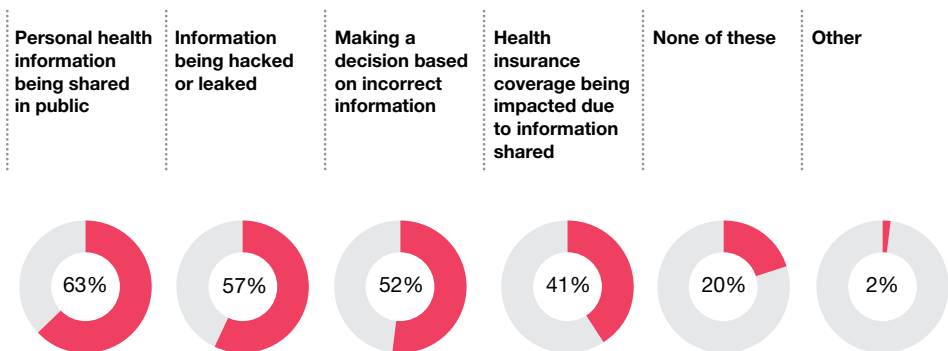 Personal health
information
being shared
in public
Information
being hacked
or leaked
Making a
decision based
on incorrect
information
Health
insurance
coverage being
impacted due
to information
shared
None of these
Other
63%
57%
52%
41%
20%
2%